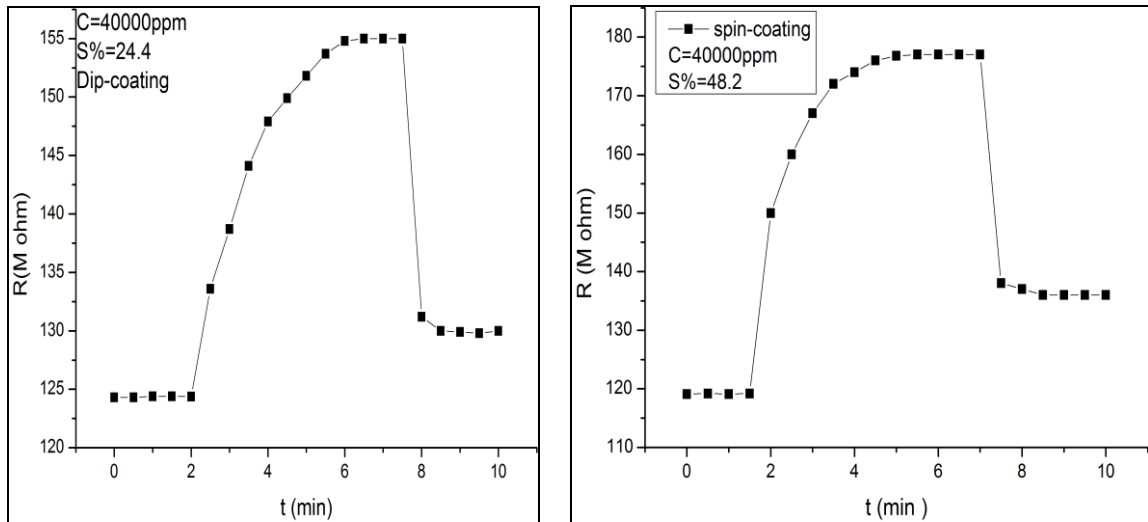 C=40000ppm
S%=24.4
Dip-coating
155
150
145
140
135
130
125
120
R(M ohm)
0 2 4 6 8 10
t (min)
spin-coating
C=40000ppm
S%=48.2
180
170
160
150
140
130
120
110
R (M ohm )
0 2 4 6 8 10
t (min )